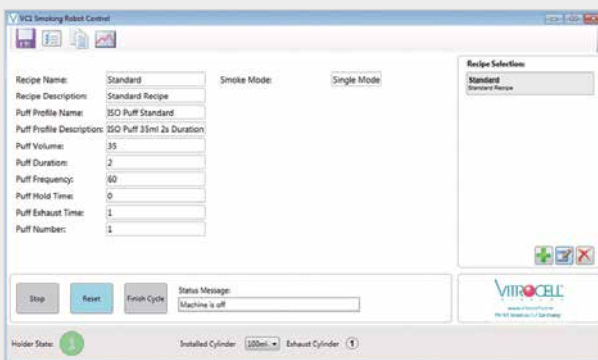 VC1 Smoking Robot Control
Recipe Name: Standard Smoke Mode: Single Mode
Recipe Description: Standard Recipe
Puff Profile Name: ISO Puff Standard
Puff Profile Description: ISO Puff 35ml 2s Duration
Puff Volume: 35
Puff Duration: 2
Puff Frequency: 60
Puff Hold Time: 0
Puff Exhaust Time: 1
Puff Number: 1
Recipe Selection:
Standard
Standard Recipe
Stop Reset Finish Cycle
Status Message:
Machine is off
VITROCELL
Holder State: 1 Installed Cylinder 100ml Exhaust Cylinder 1